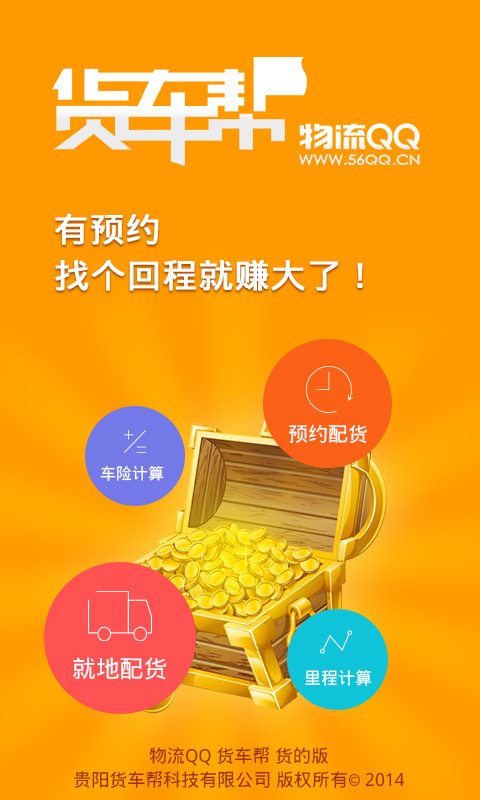 货车帮 物流QQ
WWW.56QQ.CN
有预约
找个回程就赚大了！
预约配货
车险计算
就地配货
里程计算
物流QQ 货车帮 货的版
贵阳货车帮科技有限公司 版权所有© 2014